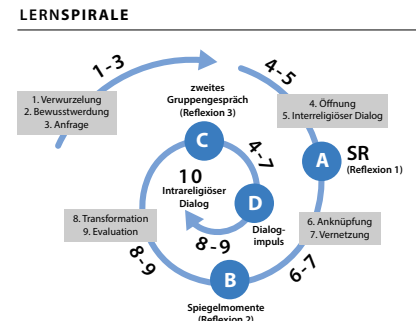 LERNSPIRALE
1-3
4-5
1. Verwurzelung
2. Bewusstwerdung
3. Anfrage
zweites
Gruppengespräch
(Reflexion 3)
4. Öffnung
5. Interreligiöser Dialog
C
4-7
A
SR
(Reflexion 1)
10
Intrareligiöser
Dialog
D
Dialog-
impuls
8. Transformation
9. Evaluation
6. Anknüpfung
7. Vernetzung
8-9
8-9
6-7
B
Spiegelmomente
(Reflexion 2)